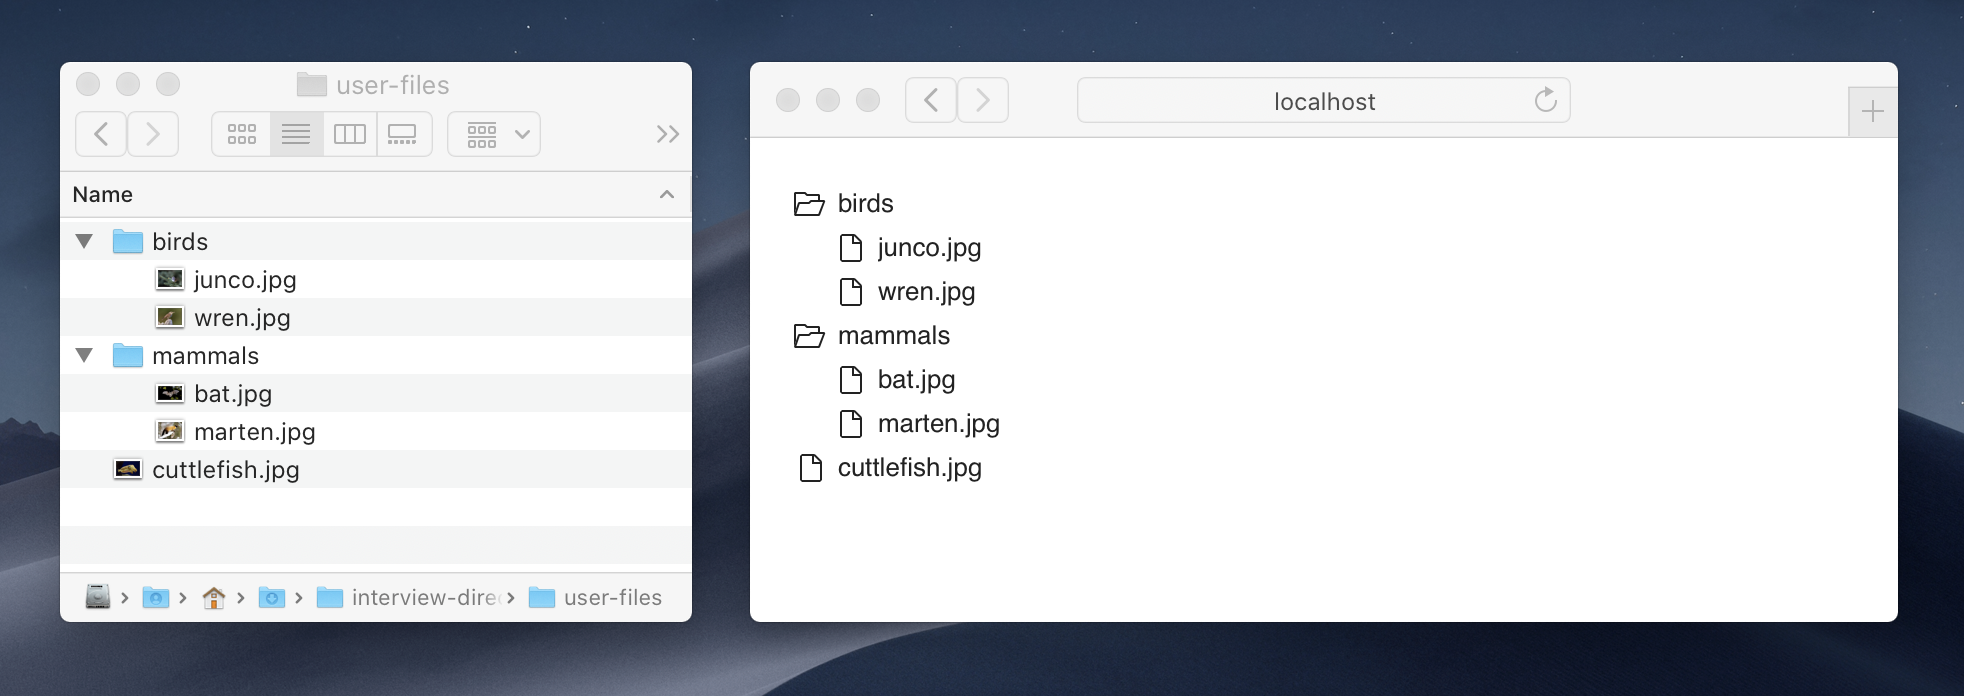 user-files
Name
birds
junco.jpg
wren.jpg
mammals
bat.jpg
marten.jpg
cuttlefish.jpg
interview-direc
user-files
localhost
birds
junco.jpg
wren.jpg
mammals
bat.jpg
marten.jpg
cuttlefish.jpg